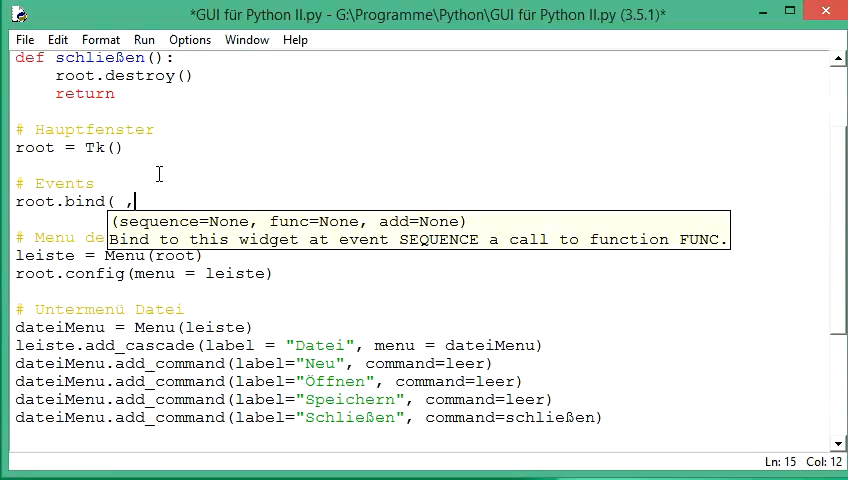 *GUI für Python II.py - G:\Programme\Python\GUI für Python II.py (3.5.1)*
File Edit Format Run Options Window Help
def schließen():
    root.destroy()
    return
# Hauptfenster
root = Tk()
# Events
root.bind( ,
(sequence=None, func=None, add=None)
Bind to this widget at event SEQUENCE a call to function FUNC.
# Menu de
leiste = Menu(root)
root.config(menu = leiste)
# Untermenü Datei
dateiMenu = Menu(leiste)
leiste.add_cascade(label = "Datei", menu = dateiMenu)
dateiMenu.add_command(label="Neu", command=leer)
dateiMenu.add_command(label="Öffnen", command=leer)
dateiMenu.add_command(label="Speichern", command=leer)
dateiMenu.add_command(label="Schließen", command=schließen)
Ln: 15 Col: 12